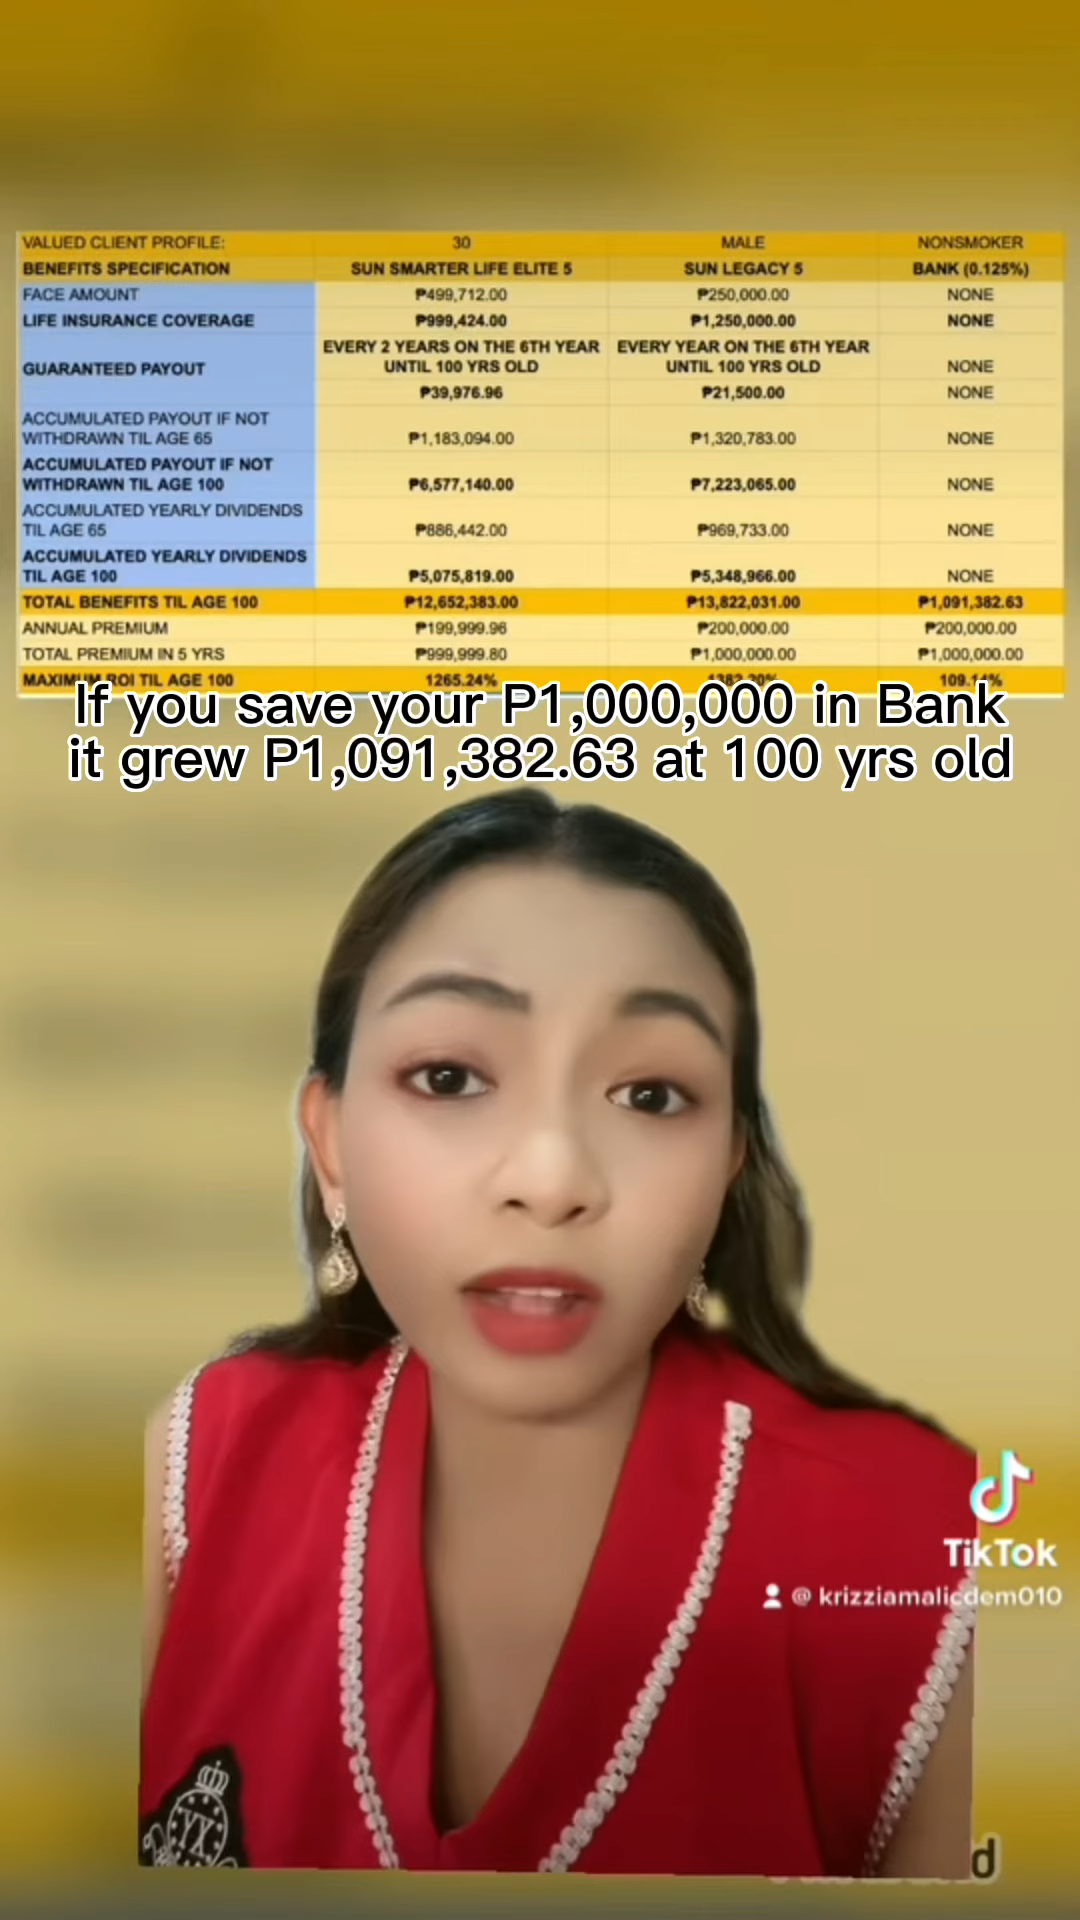 VALUED CLIENT PROFILE: 30 MALE NONSMOKER
BENEFITS SPECIFICATION SUN SMARTER LIFE ELITE 5 SUN LEGACY 5 BANK (0.125%)
FACE AMOUNT ₱499,712.00 ₱250,000.00 NONE
LIFE INSURANCE COVERAGE ₱999,424.00 ₱1,250,000.00 NONE
GUARANTEED PAYOUT
EVERY 2 YEARS ON THE 6TH YEAR
UNTIL 100 YRS OLD
EVERY YEAR ON THE 6TH YEAR
UNTIL 100 YRS OLD
NONE
₱39,976.96 ₱21,500.00 NONE
ACCUMULATED PAYOUT IF NOT
WITHDRAWN TIL AGE 65 ₱1,183,094.00 ₱1,320,783.00 NONE
ACCUMULATED PAYOUT IF NOT
WITHDRAWN TIL AGE 100 ₱6,577,140.00 ₱7,223,065.00 NONE
ACCUMULATED YEARLY DIVIDENDS
TIL AGE 65 ₱886,442.00 ₱969,733.00 NONE
ACCUMULATED YEARLY DIVIDENDS
TIL AGE 100 ₱5,075,819.00 ₱5,348,966.00 NONE
TOTAL BENEFITS TIL AGE 100 ₱12,652,383.00 ₱13,822,031.00 ₱1,091,382.63
ANNUAL PREMIUM ₱199,999.96 ₱200,000.00 ₱200,000.00
TOTAL PREMIUM IN 5 YRS ₱999,999.80 ₱1,000,000.00 ₱1,000,000.00
MAXIMUM ROI TIL AGE 100 1265.24% 1382.20% 109.14%
If you save your P1,000,000 in Bank
it grew P1,091,382.63 at 100 yrs old
TikTok
@ krizziamalicdem010
YX
d